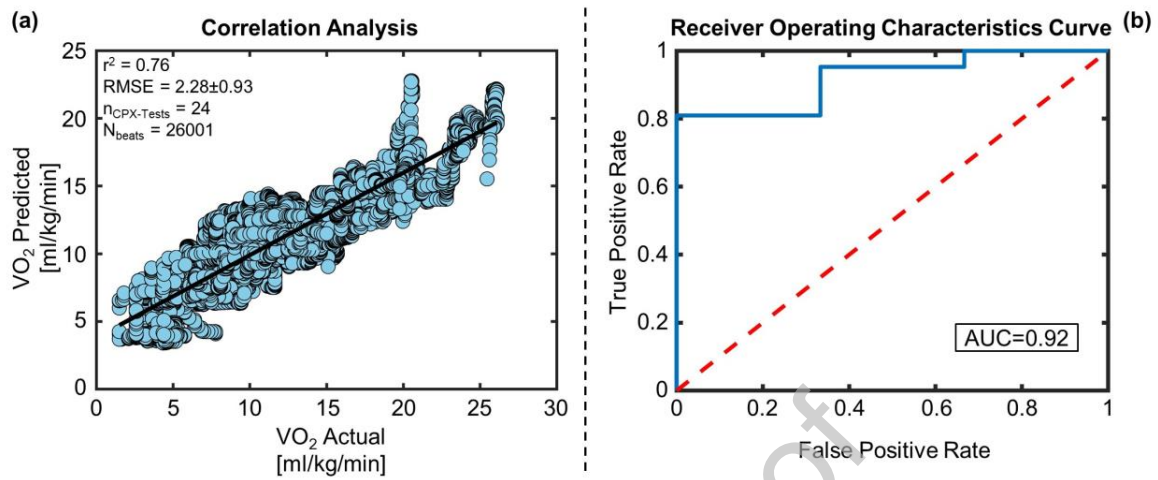 (a)
Correlation Analysis
r² = 0.76
RMSE = 2.28±0.93
nCPX-Tests = 24
Nbeats = 26001
25
20
15
10
5
0
VO₂ Predicted
[ml/kg/min]
0 5 10 15 20 25 30
VO₂ Actual
[ml/kg/min]
Receiver Operating Characteristics Curve
(b)
1
0.8
0.6
0.4
0.2
0
True Positive Rate
AUC=0.92
0 0.2 0.4 0.6 0.8 1
False Positive Rate
of